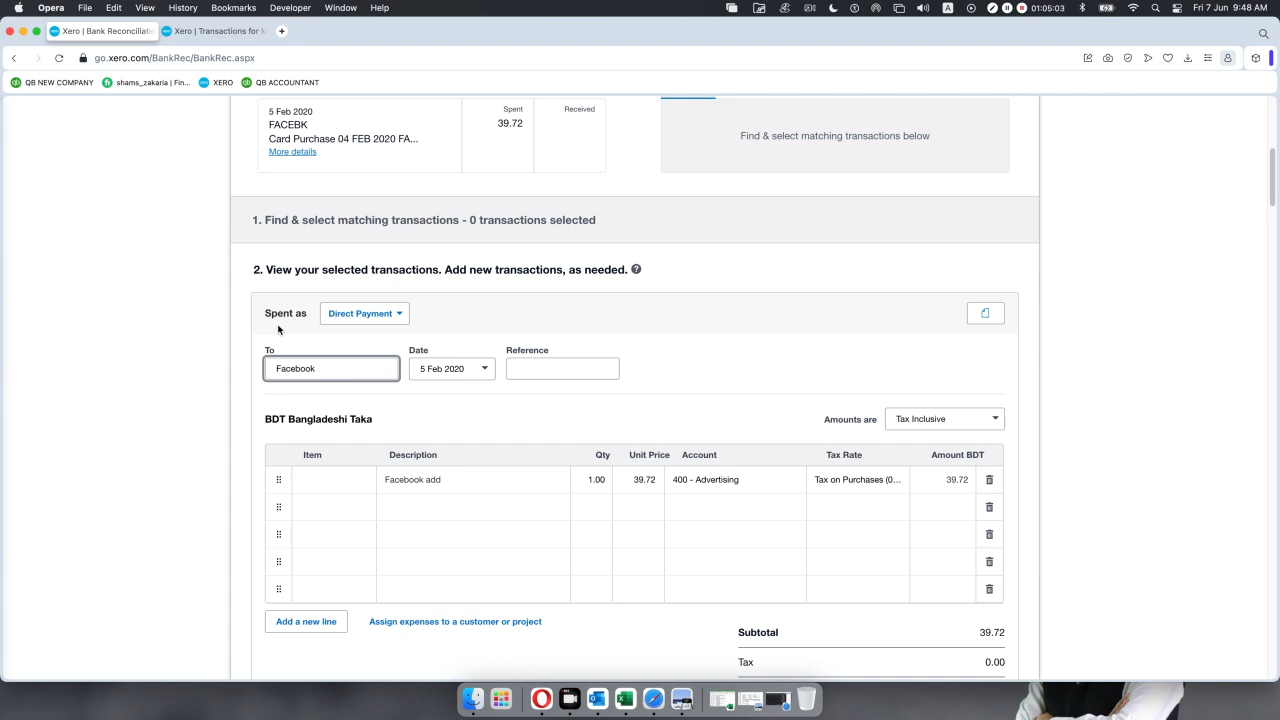 Opera File Edit View History Bookmarks Developer Window Help
01:05:03
A
Fri 7 Jun 9:48 AM
Xero | Bank Reconciliatic
Xero | Transactions for M
go.xero.com/BankRec/BankRec.aspx
QB NEW COMPANY
shams_zakaria | Fin...
XERO
QB ACCOUNTANT
5 Feb 2020
FACEBK
Card Purchase 04 FEB 2020 FA...
More details
Spent
39.72
Received
Find & select matching transactions below
1. Find & select matching transactions - 0 transactions selected
2. View your selected transactions. Add new transactions, as needed. ?
Spent as Direct Payment
To Date Reference
Facebook 5 Feb 2020
BDT Bangladeshi Taka
Amounts are Tax Inclusive
Item Description Qty Unit Price Account Tax Rate Amount BDT
Facebook add 1.00 39.72 400 - Advertising Tax on Purchases (0... 39.72
Add a new line
Assign expenses to a customer or project
Subtotal 39.72
Tax 0.00